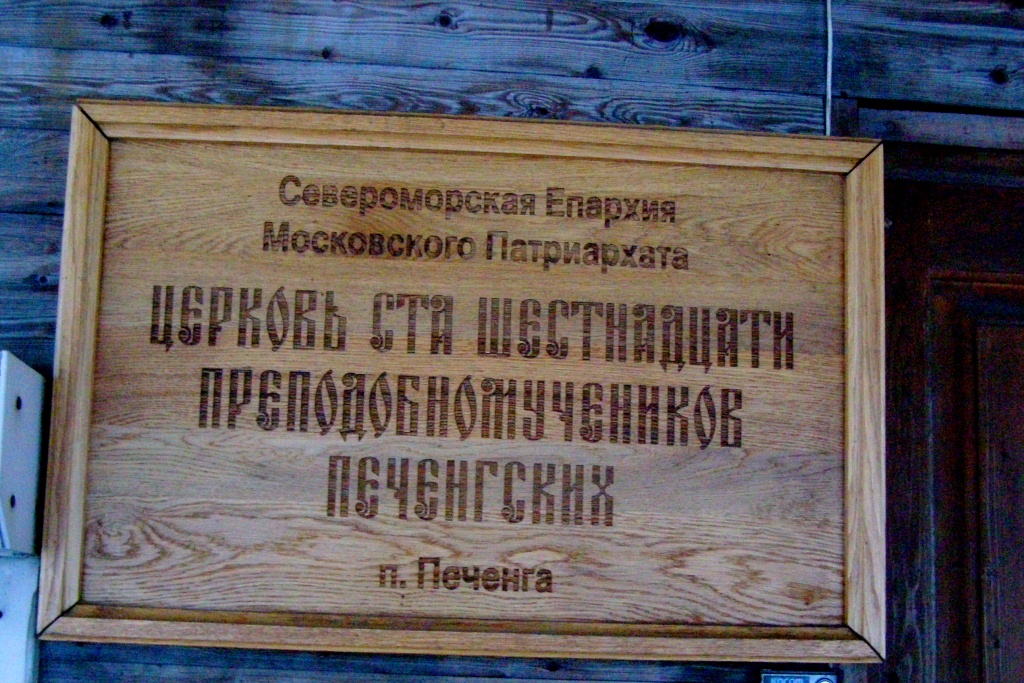 Североморская Епархия
Московского Патриархата
ЦЕРКОВЬ СТА ШЕСТНАДЦАТИ
ПРЕПОДОБНОМУЧЕНИКОВ
ПЕЧЕНГСКИХ
п. Печенга